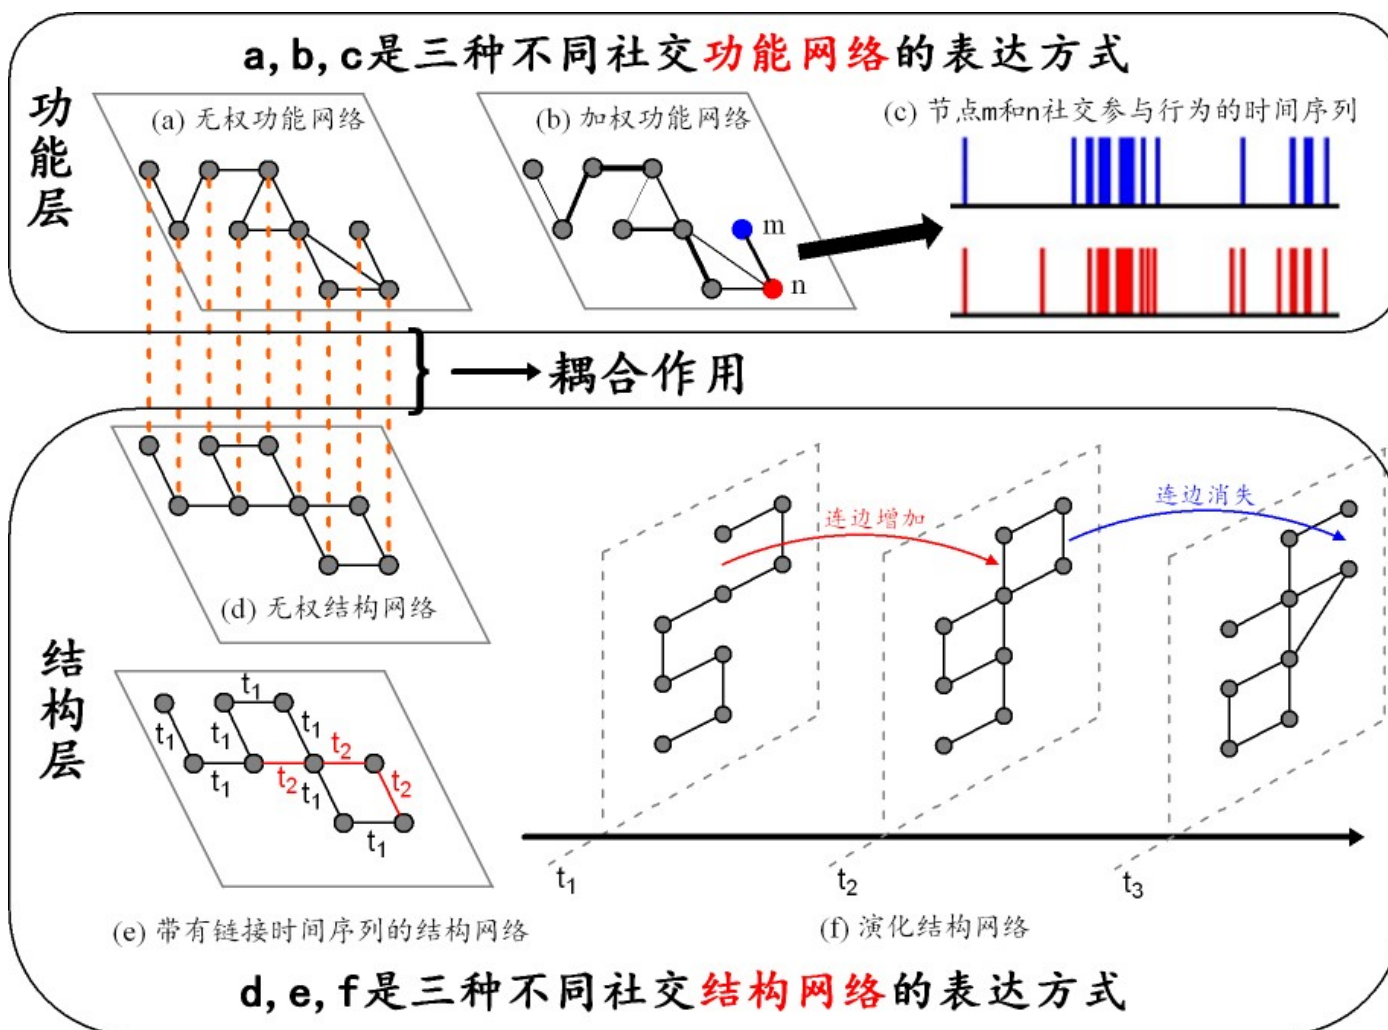 a,b,c是三种不同社交功能网络的表达方式
功能层
(a) 无权功能网络
(b) 加权功能网络
(c) 节点m和n社交参与行为的时间序列
m
n
耦合作用
结构层
(d) 无权结构网络
连边增加
连边消失
t1
t1
t1
t1
t1
t2
t2
t1
t2
t1
t1
t2
t3
(e) 带有链接时间序列的结构网络
(f) 演化结构网络
d,e,f是三种不同社交结构网络的表达方式